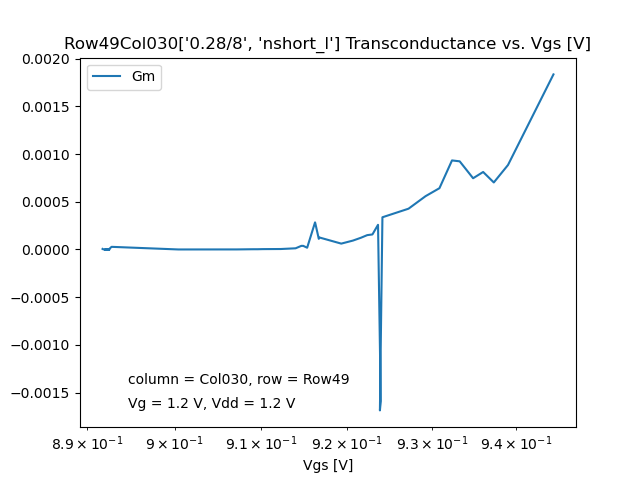 Row49Col030['0.28/8', 'nshort_l'] Transconductance vs. Vgs [V]
Gm
0.0020
0.0015
0.0010
0.0005
0.0000
−0.0005
−0.0010
−0.0015
column = Col030, row = Row49
Vg = 1.2 V, Vdd = 1.2 V
8.9 × 10⁻¹ 9 × 10⁻¹ 9.1 × 10⁻¹ 9.2 × 10⁻¹ 9.3 × 10⁻¹ 9.4 × 10⁻¹
Vgs [V]